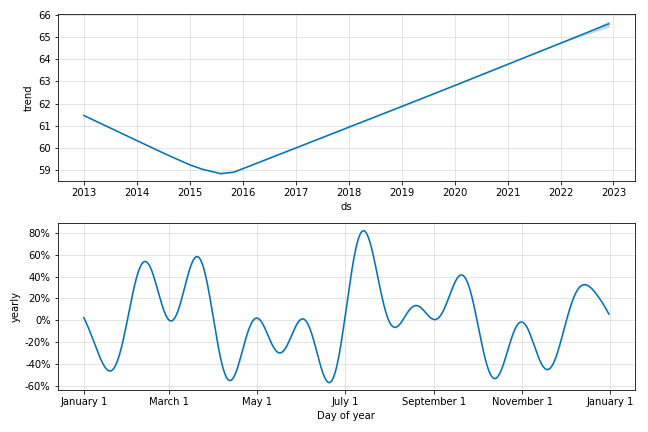 66
65
64
63
62
61
60
59
trend
2013 2014 2015 2016 2017 2018 2019 2020 2021 2022 2023
ds
80%
60%
40%
20%
0%
-20%
-40%
-60%
yearly
January 1 March 1 May 1 July 1 September 1 November 1 January 1
Day of year